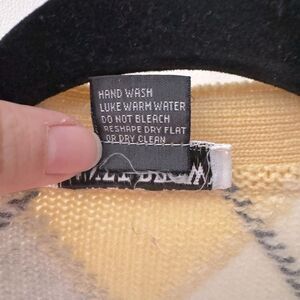 HAND WASH
LUKE WARM WATER
DO NOT BLEACH
RESHAPE DRY FLAT
OR DRY CLEAN